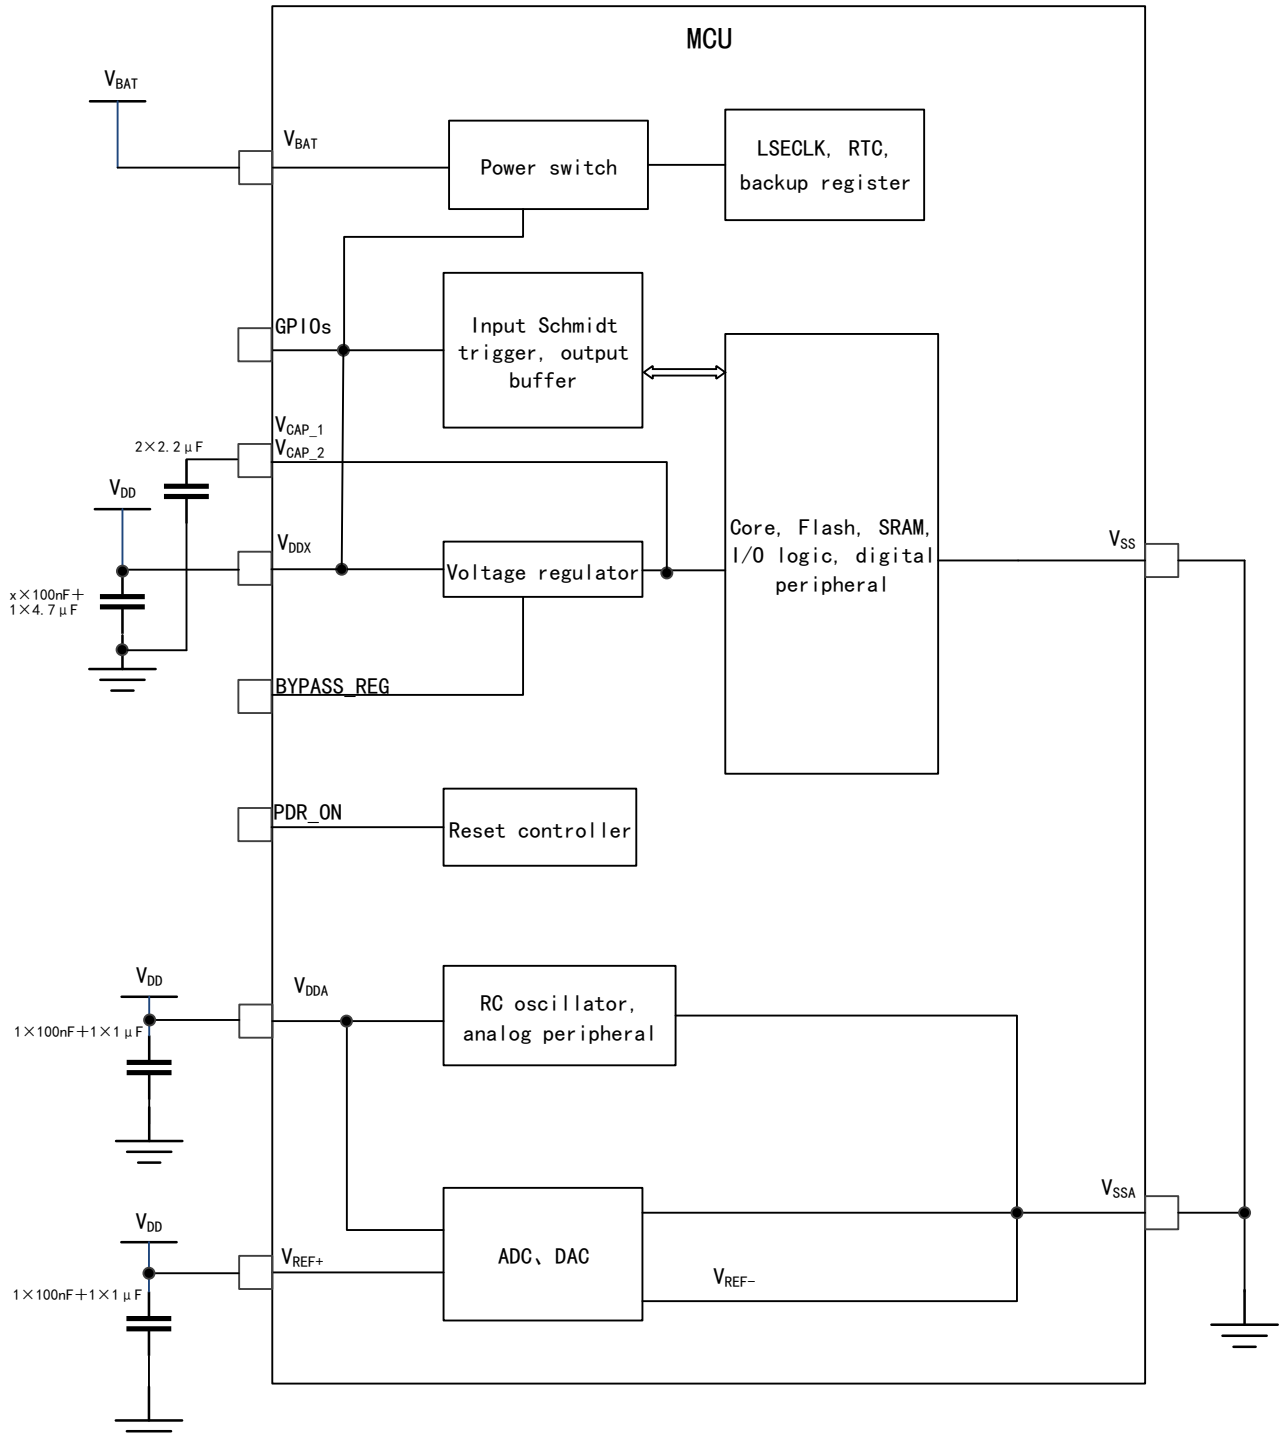 MCU
VBAT
VBAT
Power switch
LSECLK, RTC,
backup register
GPIOs
Input Schmidt
trigger, output
buffer
VCAP_1
VCAP_2
2×2.2μF
VDD
VDDX
Voltage regulator
Core, Flash, SRAM,
I/O logic, digital
peripheral
VSS
x×100nF+
1×4.7μF
BYPASS_REG
PDR_ON
Reset controller
VDD
VDDA
1×100nF+1×1μF
RC oscillator,
analog peripheral
VSSA
VDD
VREF+
ADC、DAC
VREF-
1×100nF+1×1μF